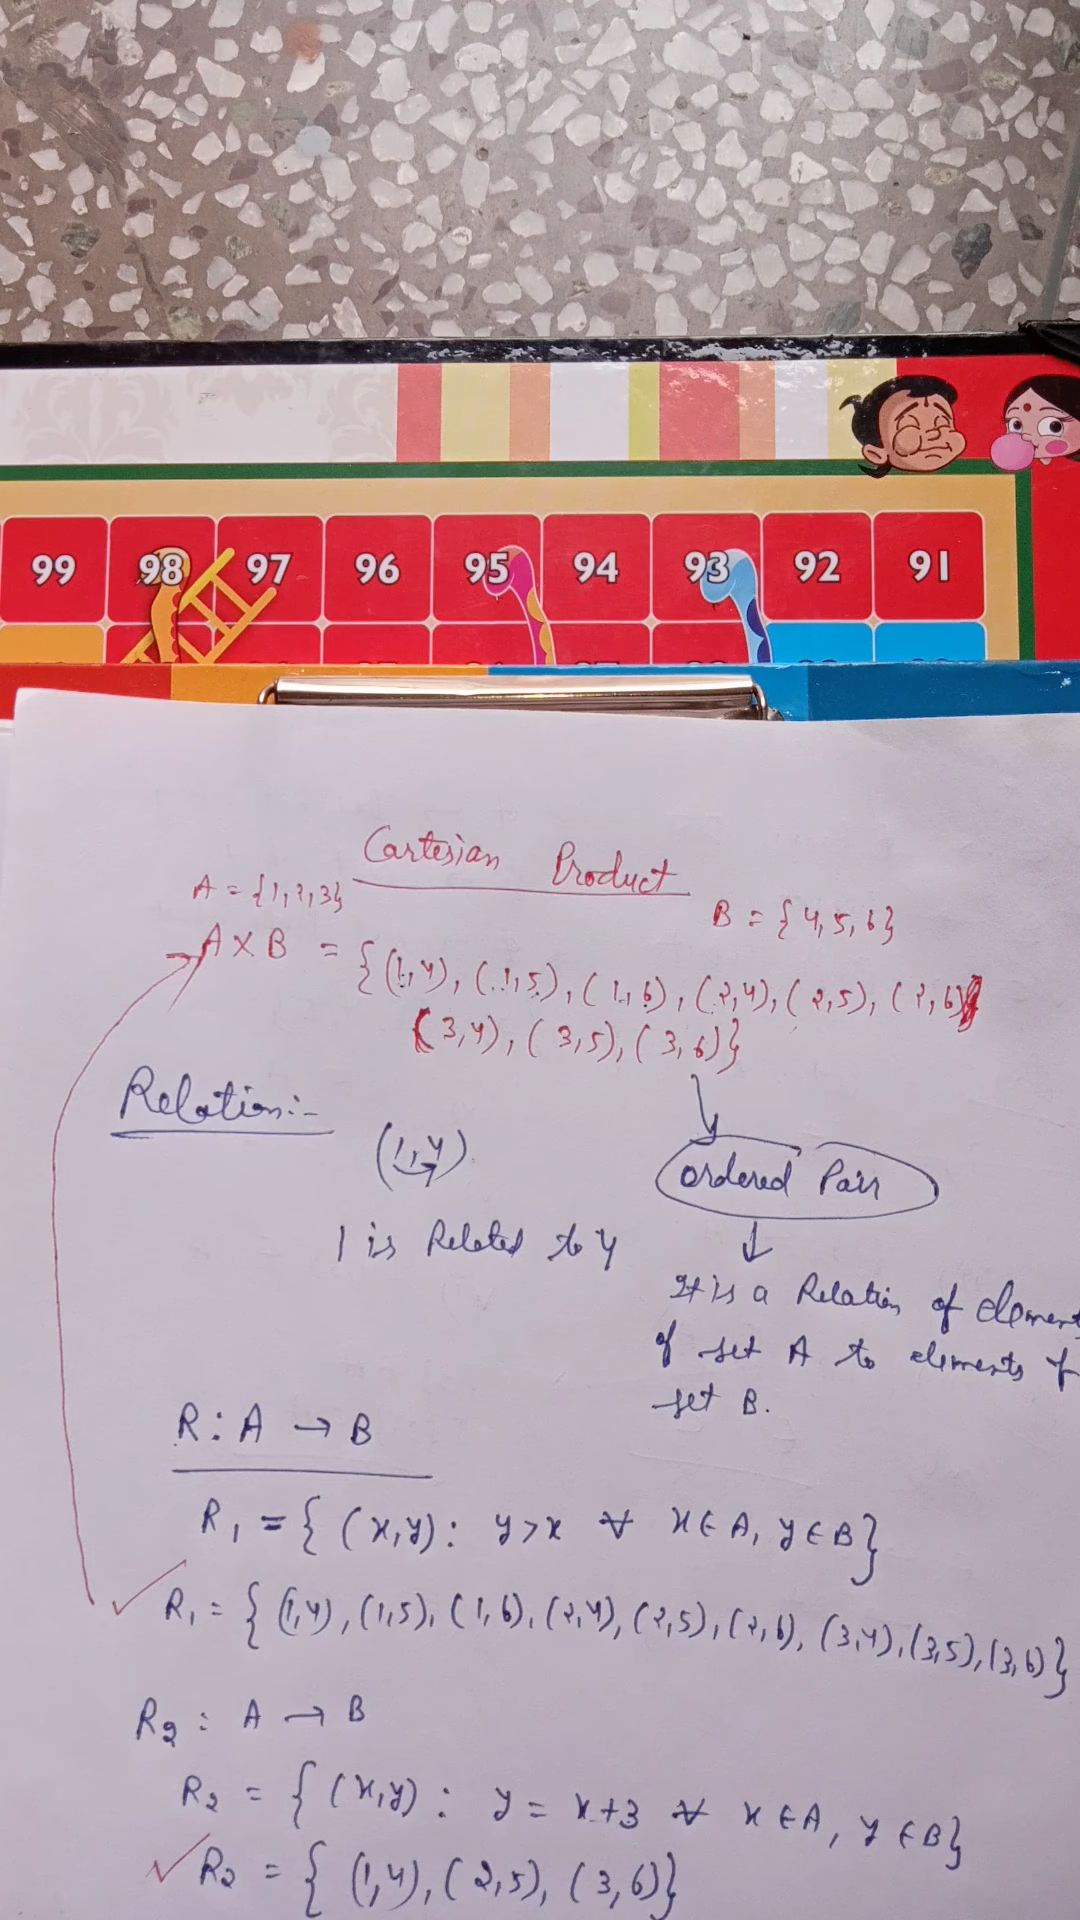 99 98 97 96 95 94 93 92 91
Cartesian Product
A = {1,2,3}
B = {4,5,6}
A X B = {(1,4), (1,5), (1,6), (2,4), (2,5), (2,6)
(3,4), (3,5), (3,6)}
Relation:-
(1,4)
Ordered Pair
1 is Related to 4
It is a Relation of element
of set A to elements of
set B.
R : A → B
R₁ = { (x,y) : y > x ∀ x ∈ A, y ∈ B}
R₁ = { (1,4), (1,5), (1,6), (2,4), (2,5), (2,6), (3,4), (3,5), (3,6)}
R₂ : A → B
R₂ = { (x,y) : y = x+3 ∀ x ∈ A, y ∈ B}
R₂ = { (1,4), (2,5), (3,6)}